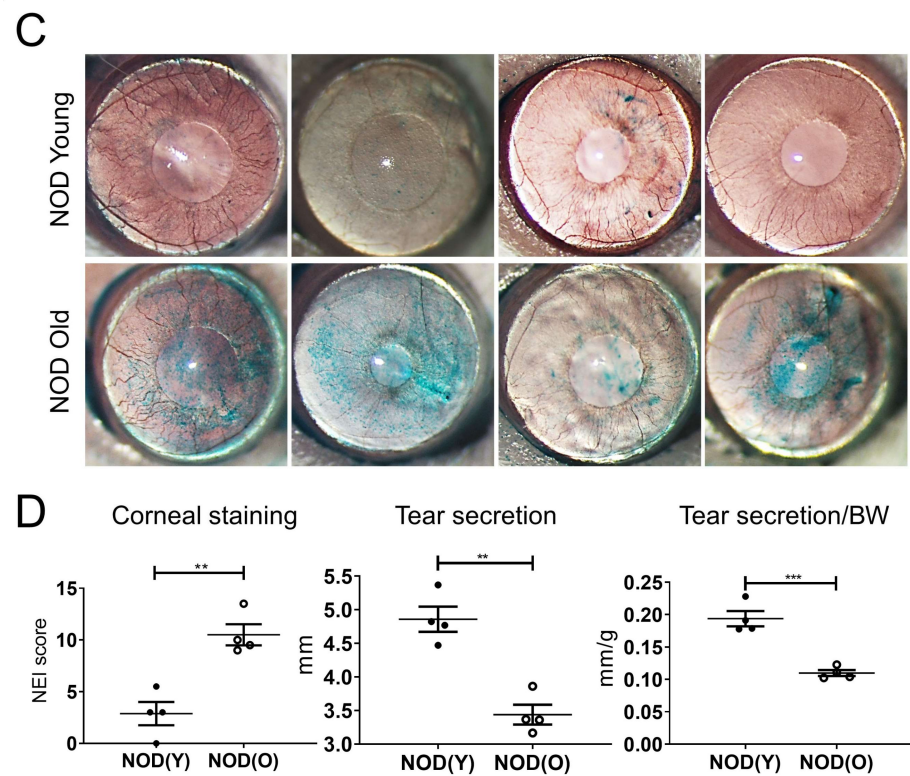 C
NOD Young
NOD Old
D
Corneal staining
Tear secretion
Tear secretion/BW
NEI score
15
10
5
0
**
NOD(Y)
NOD(O)
mm
5.5
5.0
4.5
4.0
3.5
3.0
**
NOD(Y)
NOD(O)
mm/g
0.25
0.20
0.15
0.10
0.05
0.00
***
NOD(Y)
NOD(O)